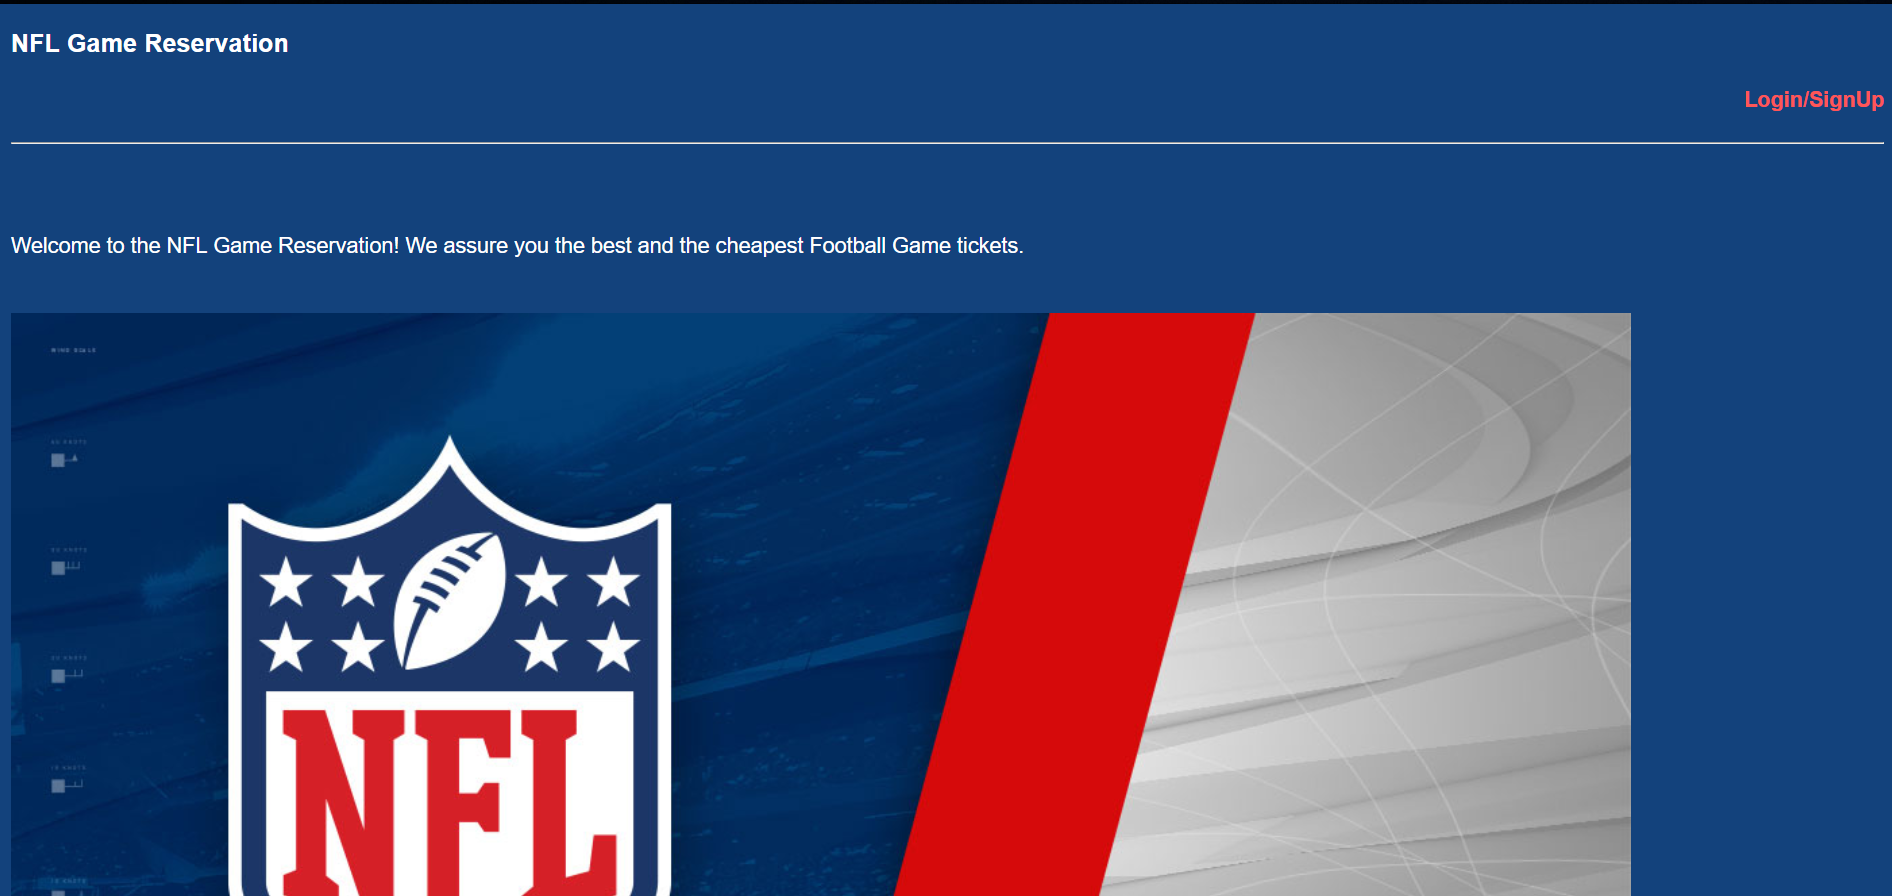 NFL Game Reservation
Login/SignUp
Welcome to the NFL Game Reservation! We assure you the best and the cheapest Football Game tickets.
NFL